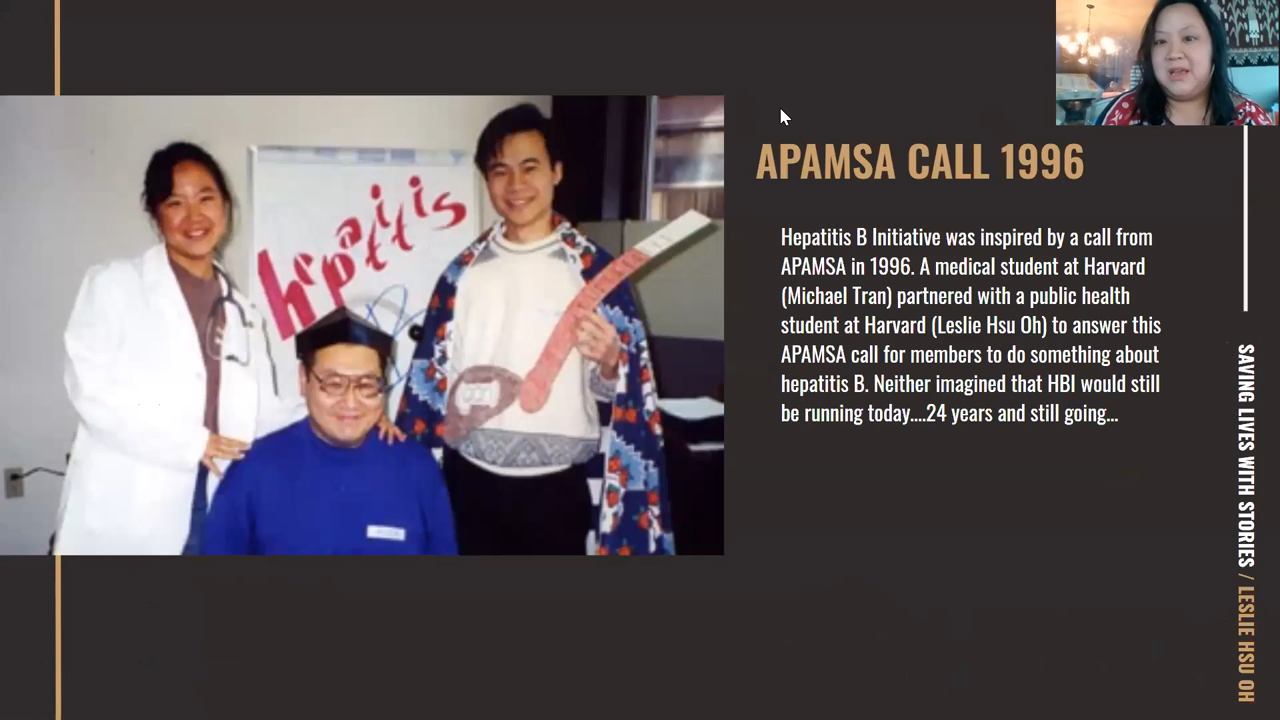 hepatitis
B
APAMSA CALL 1996
Hepatitis B Initiative was inspired by a call from
APAMSA in 1996. A medical student at Harvard
(Michael Tran) partnered with a public health
student at Harvard (Leslie Hsu Oh) to answer this
APAMSA call for members to do something about
hepatitis B. Neither imagined that HBI would still
be running today....24 years and still going...
SAVING LIVES WITH STORIES / LESLIE HSU OH